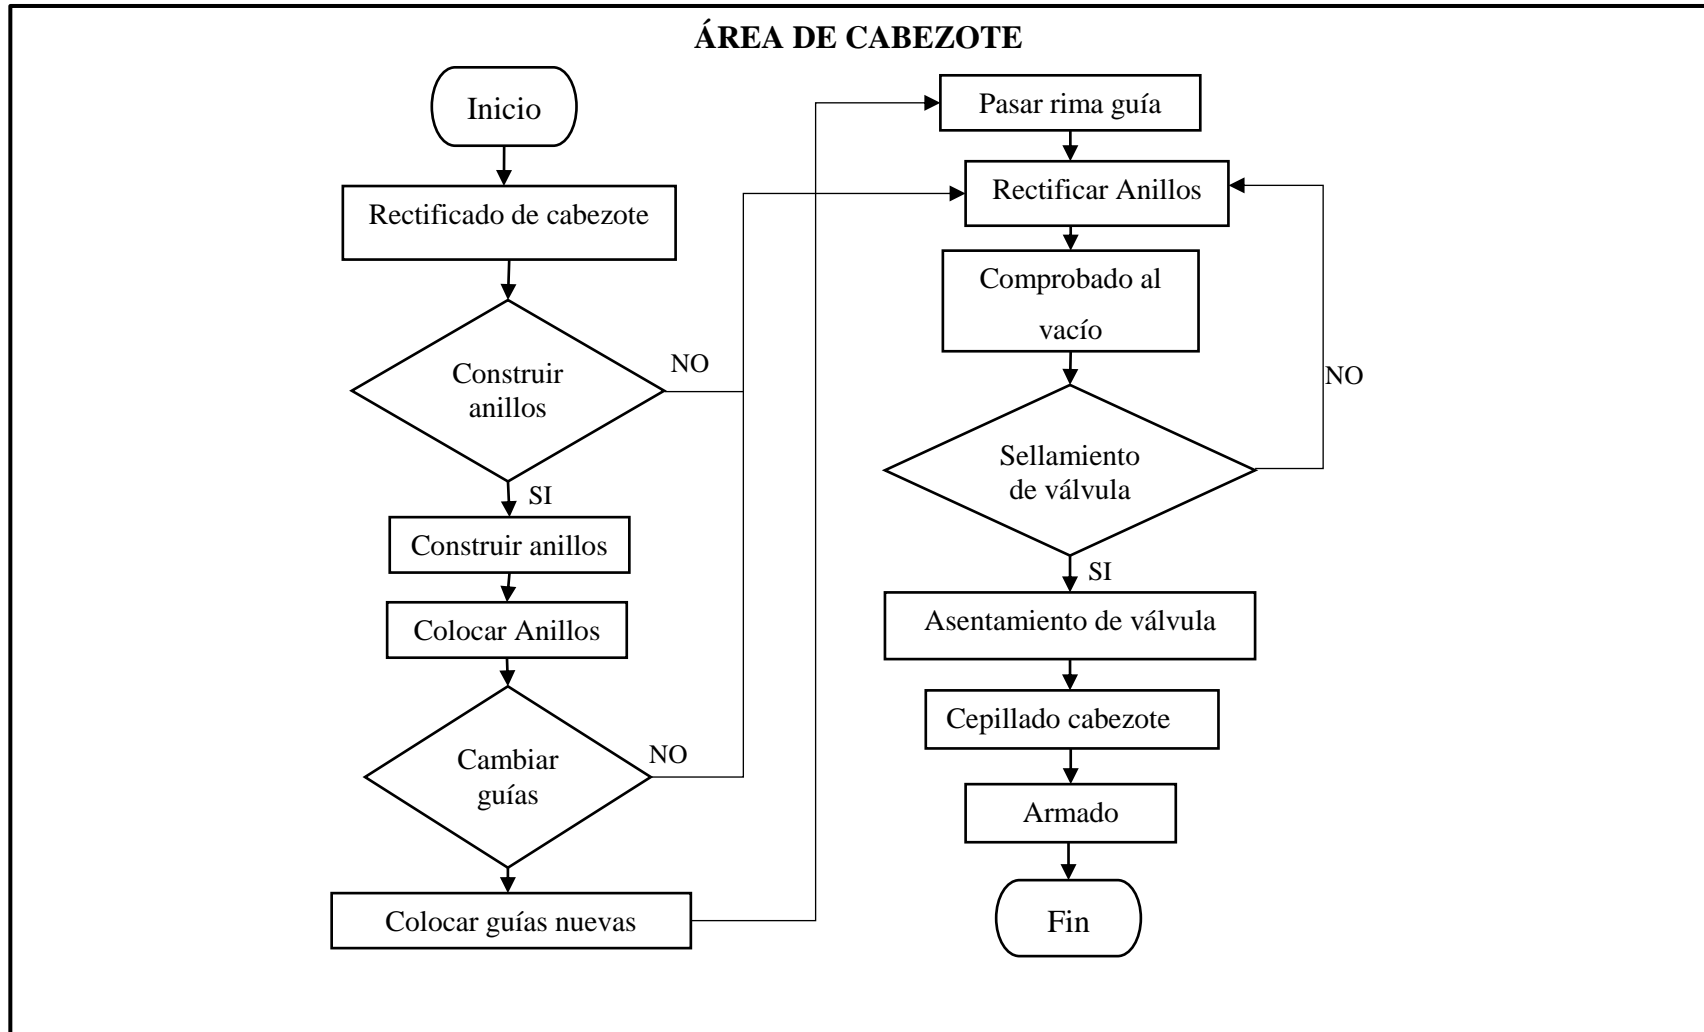 ÁREA DE CABEZOTE
Inicio
Rectificado de cabezote
Construir
anillos
NO
SI
Construir anillos
Colocar Anillos
Cambiar
guías
NO
Colocar guías nuevas
Pasar rima guía
Rectificar Anillos
Comprobado al
vacío
Sellamiento
de válvula
NO
SI
Asentamiento de válvula
Cepillado cabezote
Armado
Fin